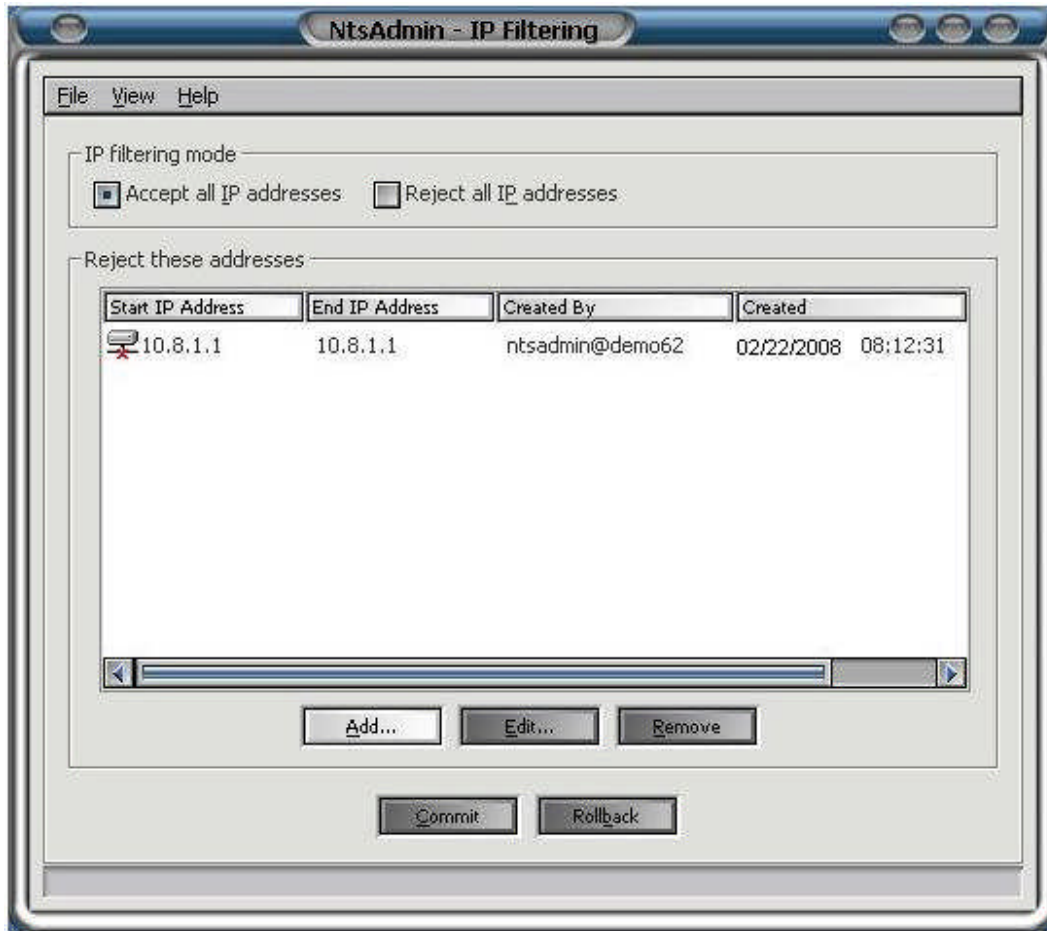 NtsAdmin - IP Filtering
File View Help
IP filtering mode
Accept all IP addresses Reject all IP addresses
Reject these addresses
Start IP Address End IP Address Created By Created
10.8.1.1 10.8.1.1 ntsadmin@demo62 02/22/2008 08:12:31
Add... Edit... Remove
Commit Rollback